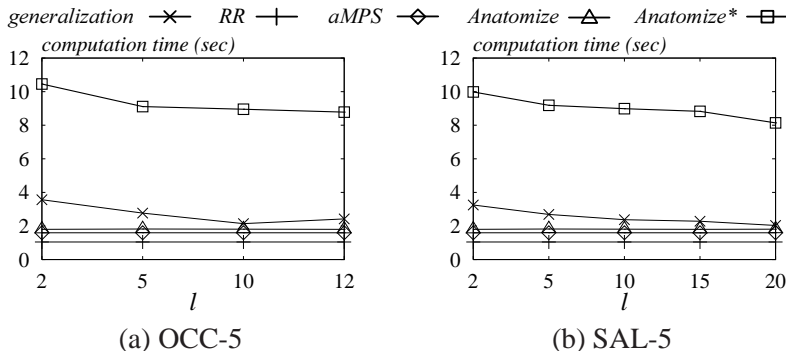 generalization RR aMPS Anatomize Anatomize*
computation time (sec)
12
10
8
6
4
2
0
2 5 10 12
l
(a) OCC-5
computation time (sec)
12
10
8
6
4
2
0
2 5 10 15 20
l
(b) SAL-5